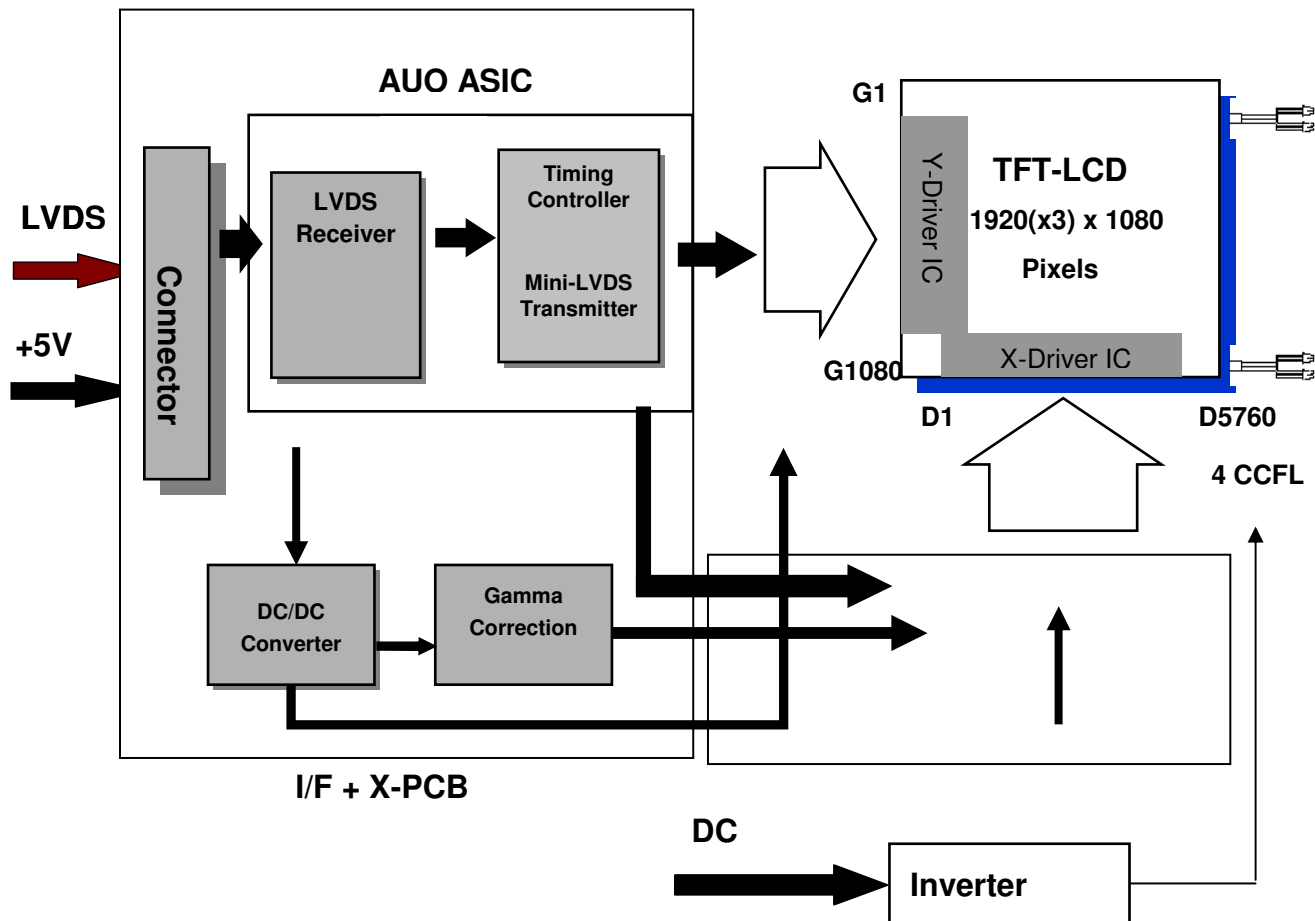 AUO ASIC
LVDS
+5V
Connector
LVDS
Receiver
Timing
Controller
Mini-LVDS
Transmitter
G1
Y-Driver IC
TFT-LCD
1920(x3) x 1080
Pixels
G1080
X-Driver IC
D1
D5760
4 CCFL
DC/DC
Converter
Gamma
Correction
I/F + X-PCB
DC
Inverter